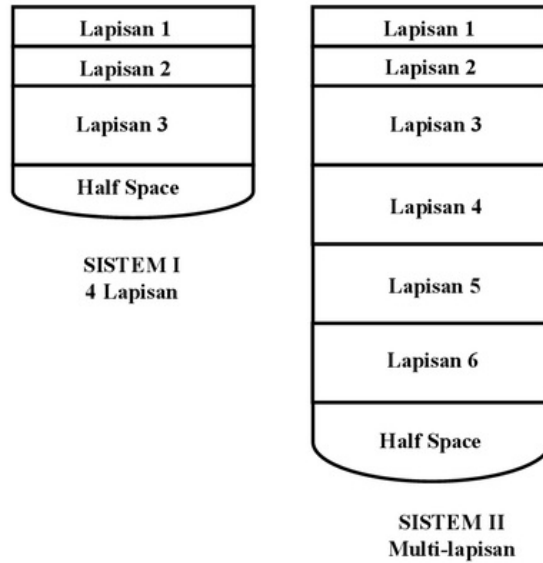 Lapisan 1
Lapisan 2
Lapisan 3
Half Space
SISTEM I
4 Lapisan
Lapisan 1
Lapisan 2
Lapisan 3
Lapisan 4
Lapisan 5
Lapisan 6
Half Space
SISTEM II
Multi-lapisan